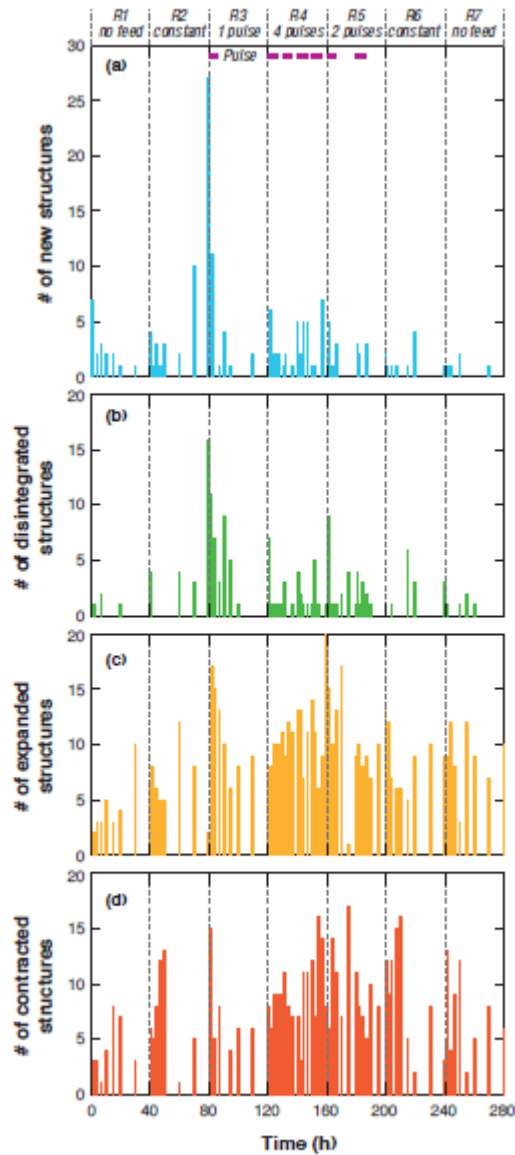 R1 R2 R3 R4 R5 R6 R7
no feed constant 1 pulse 4 pulses 2 pulses constant no feed
30
(a) Pulse
25
20
15
10
5
0
# of new structures
20
(b)
15
10
5
0
# of disintegrated
structures
20
(c)
15
10
5
0
# of expanded
structures
20
(d)
15
10
5
0
# of contracted
structures
0 40 80 120 160 200 240 280
Time (h)